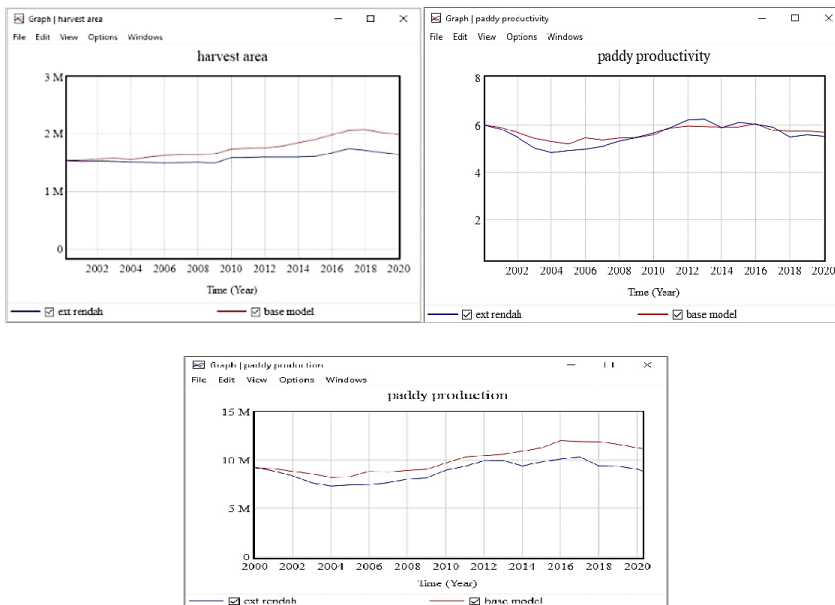 Graph | harvest area
File Edit View Options Windows
harvest area
3 M
2 M
1 M
0
2002 2004 2006 2008 2010 2012 2014 2016 2018 2020
Time (Year)
ext rendah base model
Graph | paddy productivity
File Edit View Options Windows
paddy productivity
8
6
4
2
2002 2004 2006 2008 2010 2012 2014 2016 2018 2020
Time (Year)
ext rendah base model
Graph | paddy production
File Edit View Options Windows
paddy production
15 M
10 M
5 M
0
2000 2002 2004 2006 2008 2010 2012 2014 2016 2018 2020
Time (Year)
ext rendah base model